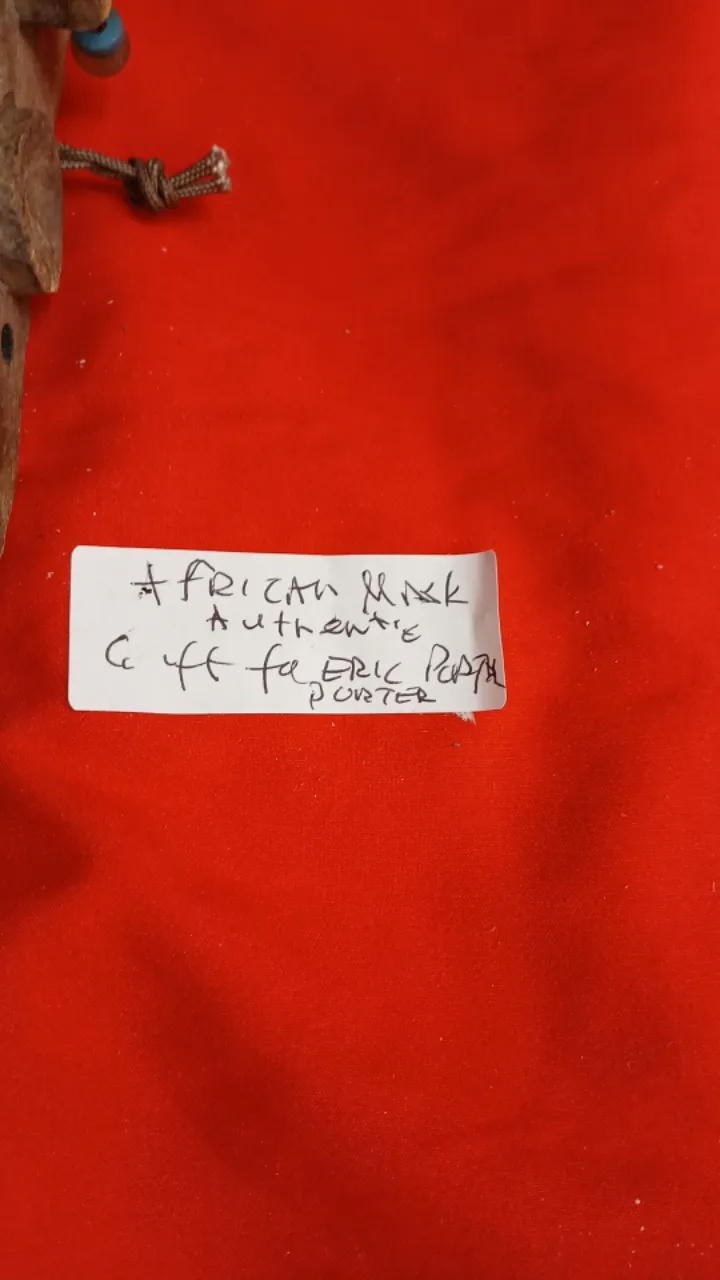 AFRICAN MASK
Authentic
Gift for ERIC PORTER
PORTER